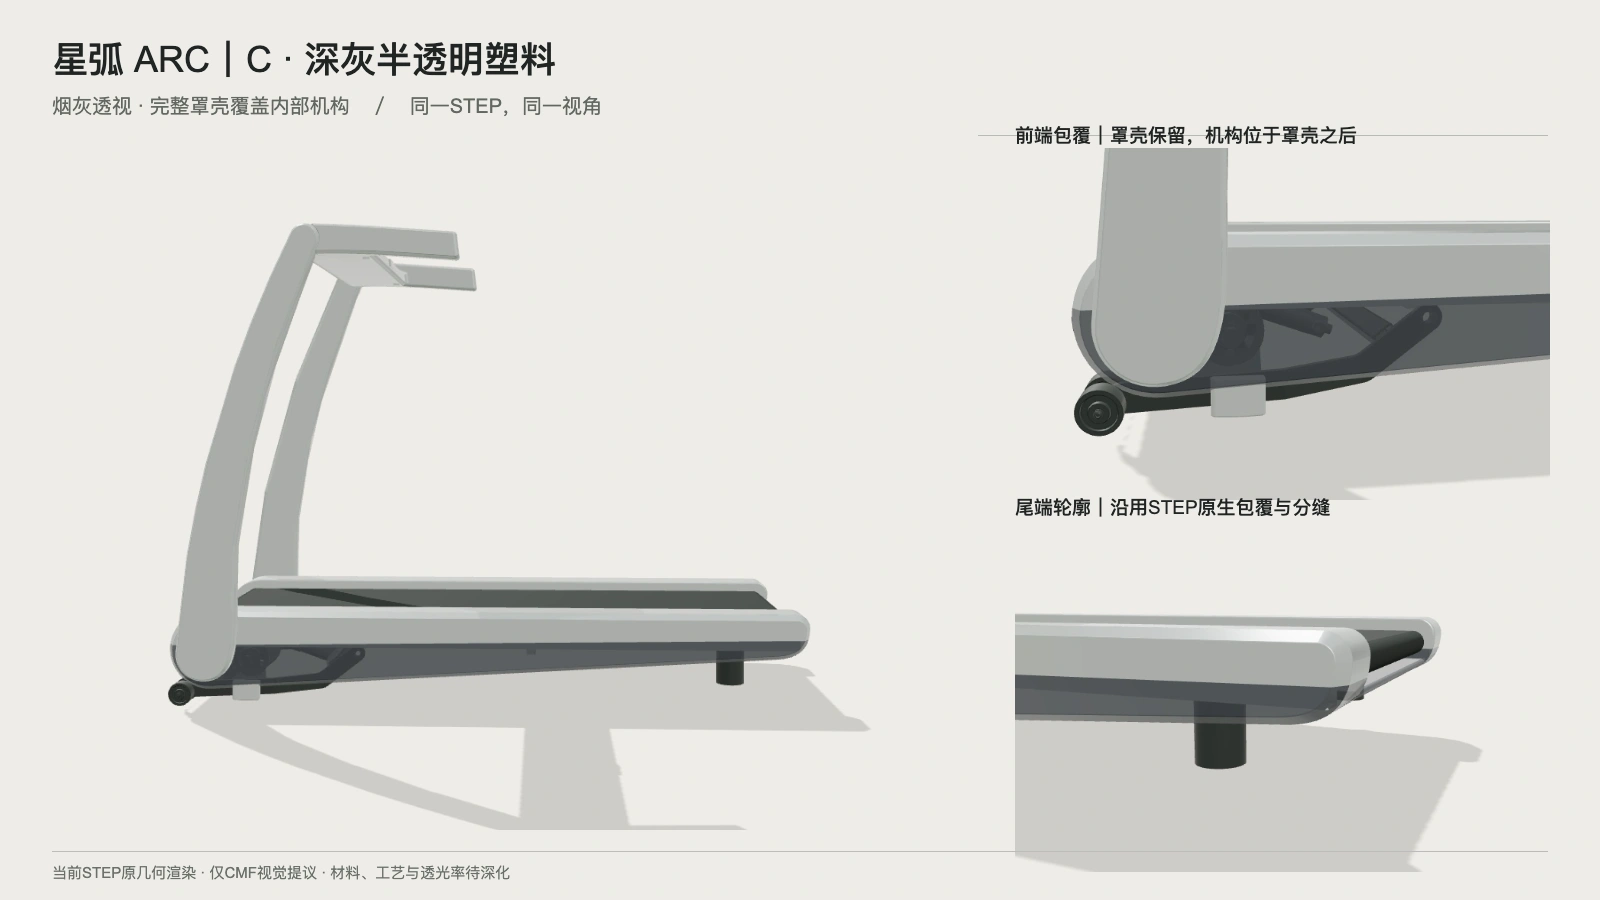 星弧 ARC｜C · 深灰半透明塑料
烟灰透视 · 完整罩壳覆盖内部机构 / 同一STEP，同一视角
前端包覆｜罩壳保留，机构位于罩壳之后
尾端轮廓｜沿用STEP原生包覆与分缝
当前STEP原几何渲染 · 仅CMF视觉提议 · 材料、工艺与透光率待深化